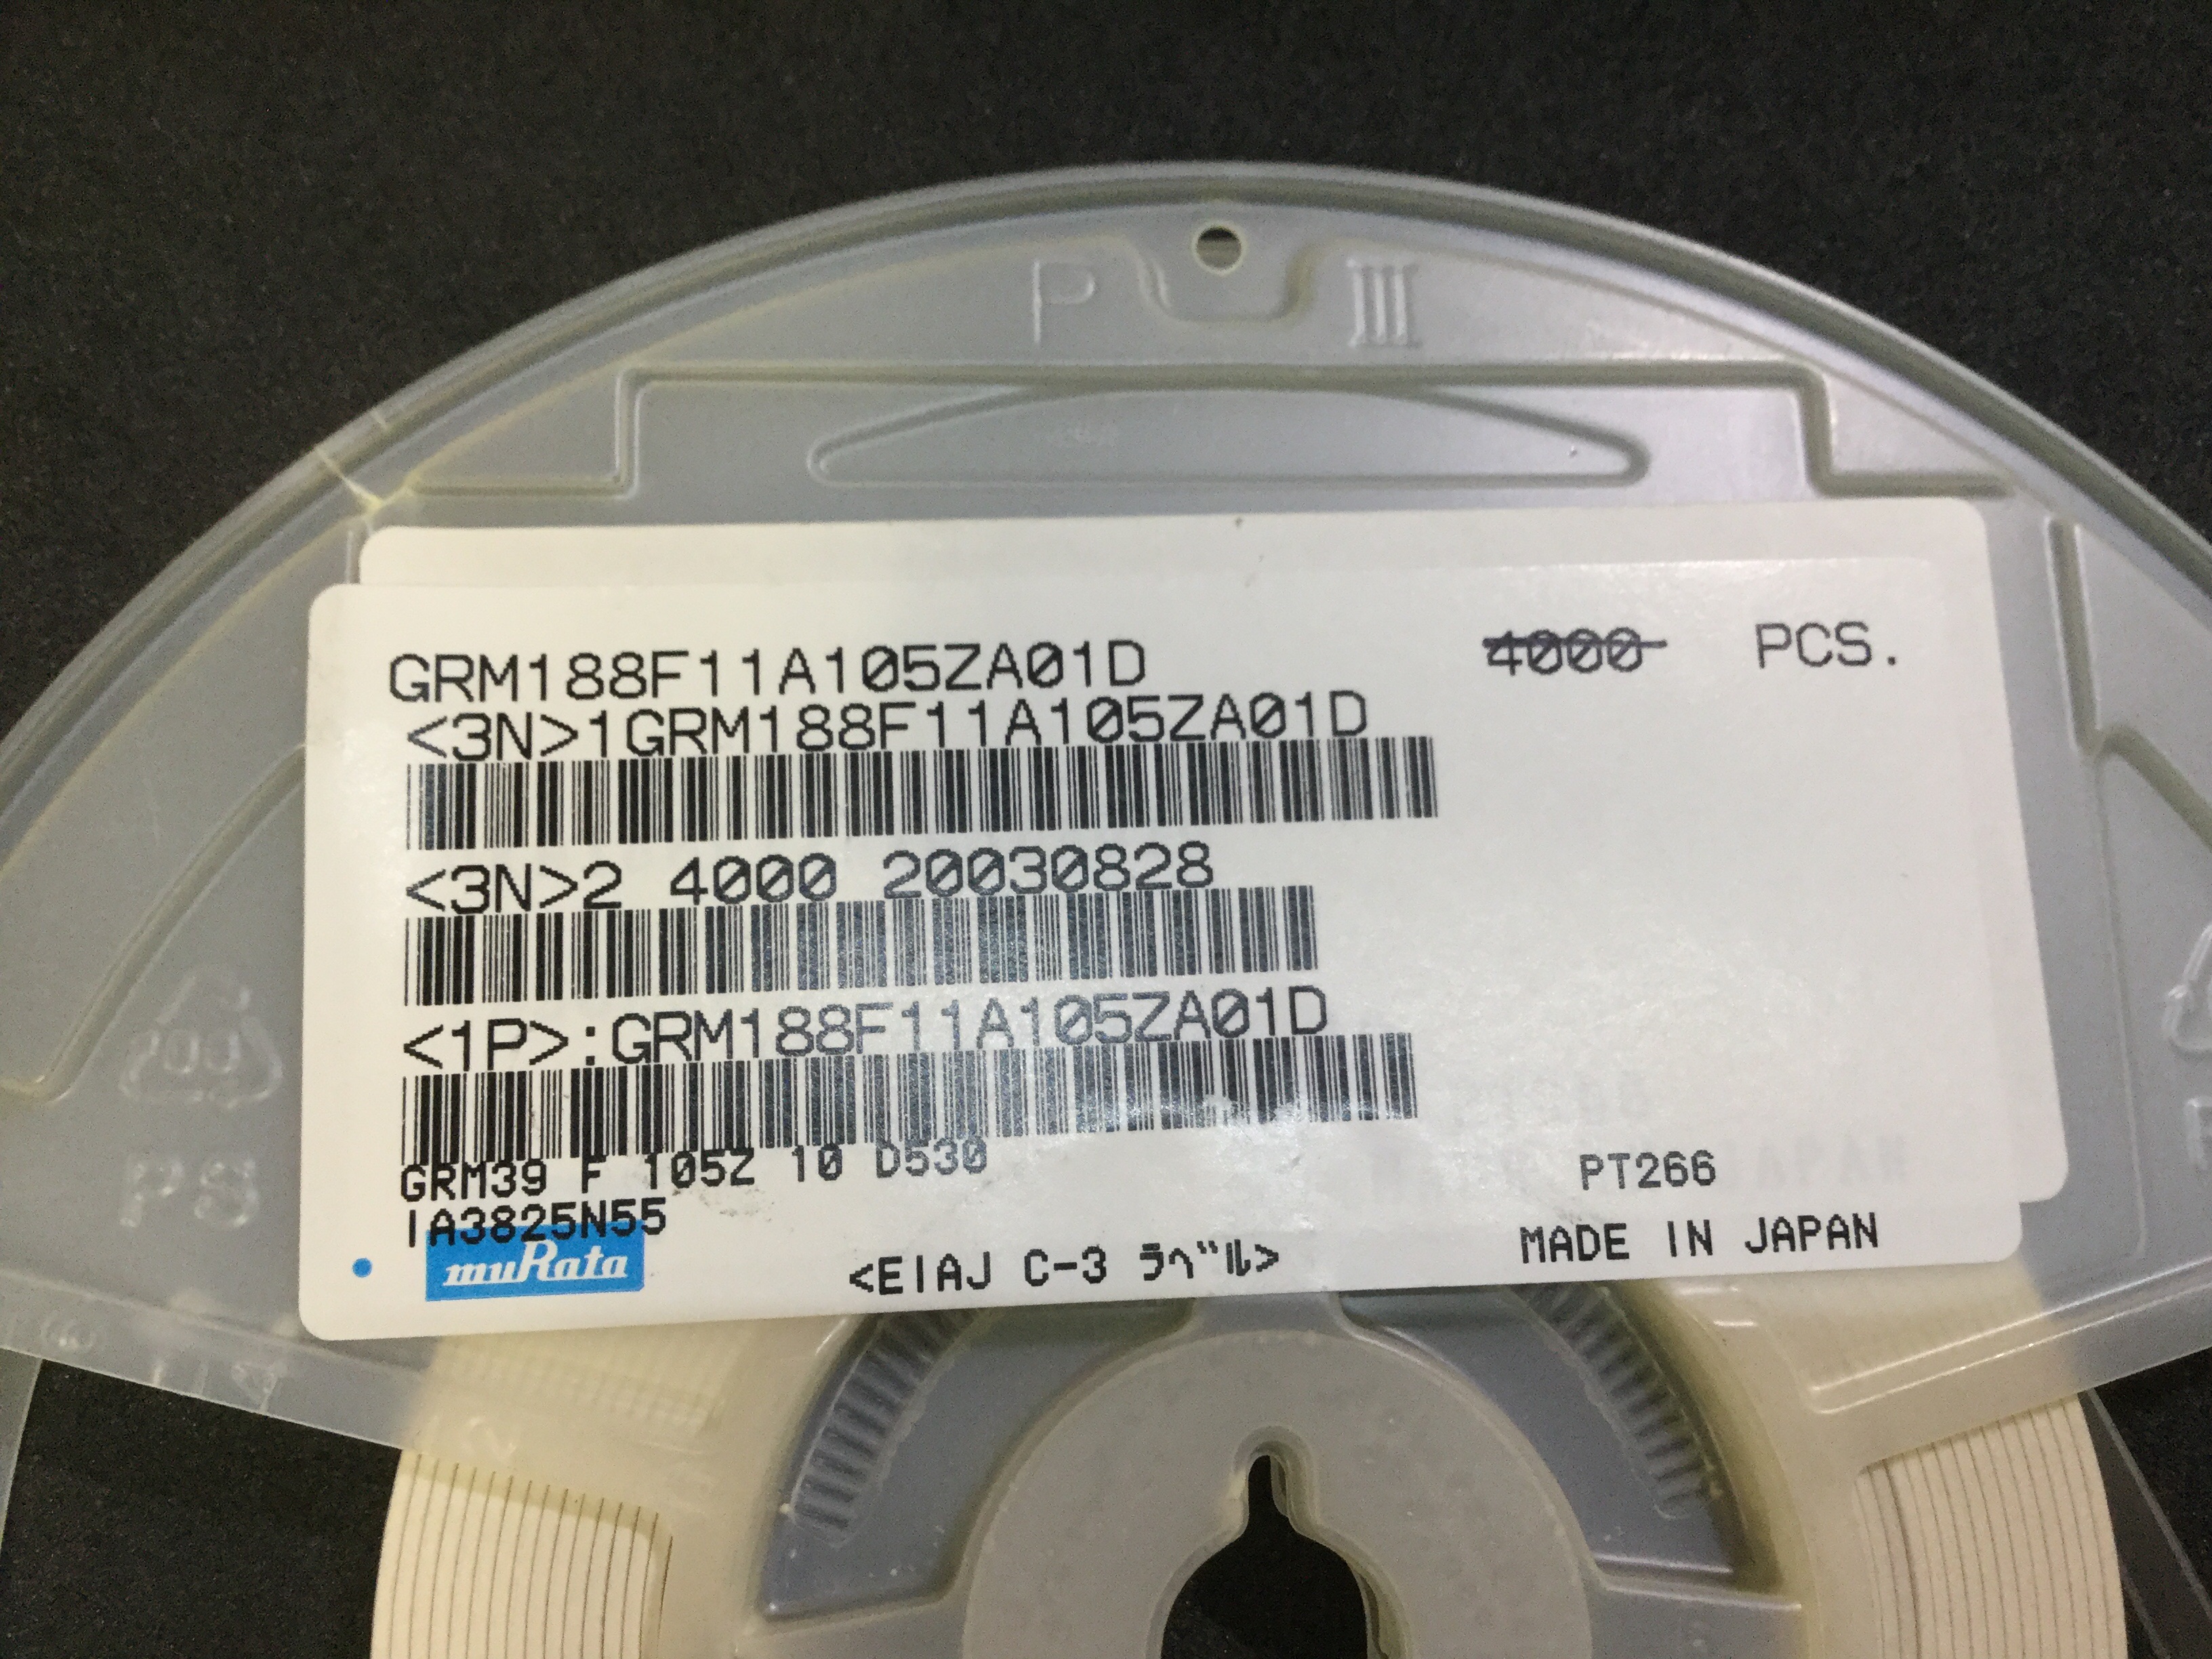 P III
GRM188F11A105ZA01D 4000 PCS.
<3N>1GRM188F11A105ZA01D
<3N>2 4000 20030828
<1P>:GRM188F11A105ZA01D
GRM39 F 105Z 10 D530 PT266
IA3825N55
muRata <EIAJ C-3 ラベル> MADE IN JAPAN
PS